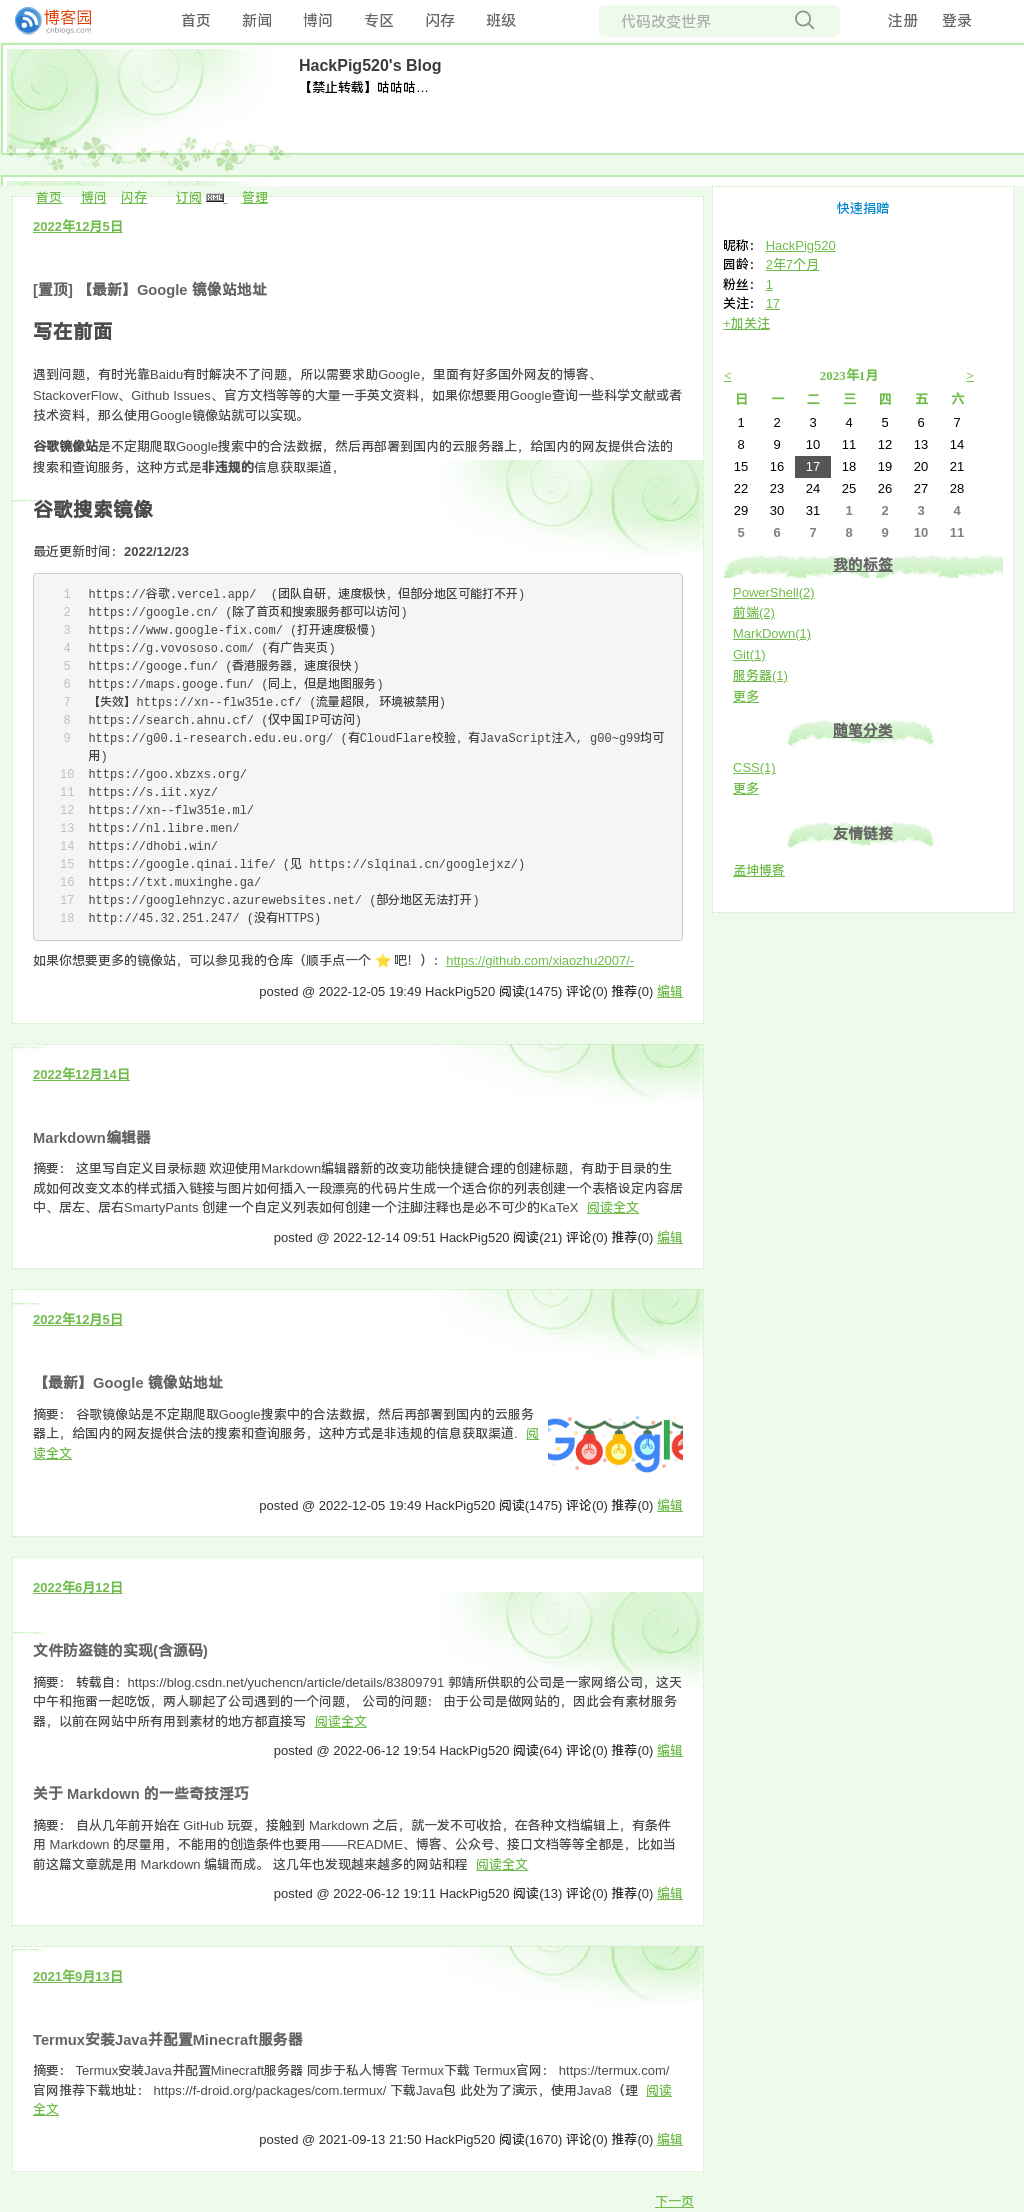 博客园
cnblogs.com
首页 新闻 博问 专区 闪存 班级
代码改变世界
注册 登录
HackPig520's Blog
【禁止转载】咕咕咕…
首页 博问 闪存 订阅 XML 管理
2022年12月5日
[置顶] 【最新】Google 镜像站地址
写在前面
遇到问题，有时光靠Baidu有时解决不了问题，所以需要求助Google，里面有好多国外网友的博客、
StackoverFlow、Github Issues、官方文档等等的大量一手英文资料，如果你想要用Google查询一些科学文献或者
技术资料，那么使用Google镜像站就可以实现。
谷歌镜像站是不定期爬取Google搜索中的合法数据，然后再部署到国内的云服务器上，给国内的网友提供合法的
搜索和查询服务，这种方式是非违规的信息获取渠道，
谷歌搜索镜像
最近更新时间：2022/12/23
1 https://谷歌.vercel.app/ (团队自研，速度极快，但部分地区可能打不开)
2 https://google.cn/ (除了首页和搜索服务都可以访问)
3 https://www.google-fix.com/ (打开速度极慢)
4 https://g.vovososo.com/ (有广告夹页)
5 https://googe.fun/ (香港服务器，速度很快)
6 https://maps.googe.fun/ (同上，但是地图服务)
7 【失效】https://xn--flw351e.cf/ (流量超限, 环境被禁用)
8 https://search.ahnu.cf/ (仅中国IP可访问)
9 https://g00.i-research.edu.eu.org/ (有CloudFlare校验，有JavaScript注入, g00~g99均可
用)
10 https://goo.xbzxs.org/
11 https://s.iit.xyz/
12 https://xn--flw351e.ml/
13 https://nl.libre.men/
14 https://dhobi.win/
15 https://google.qinai.life/ (见 https://slqinai.cn/googlejxz/)
16 https://txt.muxinghe.ga/
17 https://googlehnzyc.azurewebsites.net/ (部分地区无法打开)
18 http://45.32.251.247/ (没有HTTPS)
如果你想要更多的镜像站，可以参见我的仓库（顺手点一个 ⭐ 吧！）：https://github.com/xiaozhu2007/-
posted @ 2022-12-05 19:49 HackPig520 阅读(1475) 评论(0) 推荐(0) 编辑
2022年12月14日
Markdown编辑器
摘要： 这里写自定义目录标题 欢迎使用Markdown编辑器新的改变功能快捷键合理的创建标题，有助于目录的生
成如何改变文本的样式插入链接与图片如何插入一段漂亮的代码片生成一个适合你的列表创建一个表格设定内容居
中、居左、居右SmartyPants 创建一个自定义列表如何创建一个注脚注释也是必不可少的KaTeX 阅读全文
posted @ 2022-12-14 09:51 HackPig520 阅读(21) 评论(0) 推荐(0) 编辑
2022年12月5日
【最新】Google 镜像站地址
Google
摘要： 谷歌镜像站是不定期爬取Google搜索中的合法数据，然后再部署到国内的云服务
器上，给国内的网友提供合法的搜索和查询服务，这种方式是非违规的信息获取渠道. 阅
读全文
posted @ 2022-12-05 19:49 HackPig520 阅读(1475) 评论(0) 推荐(0) 编辑
2022年6月12日
文件防盗链的实现(含源码)
摘要： 转载自：https://blog.csdn.net/yuchencn/article/details/83809791 郭靖所供职的公司是一家网络公司，这天
中午和拖雷一起吃饭，两人聊起了公司遇到的一个问题， 公司的问题： 由于公司是做网站的，因此会有素材服务
器，以前在网站中所有用到素材的地方都直接写 阅读全文
posted @ 2022-06-12 19:54 HackPig520 阅读(64) 评论(0) 推荐(0) 编辑
关于 Markdown 的一些奇技淫巧
摘要： 自从几年前开始在 GitHub 玩耍，接触到 Markdown 之后，就一发不可收拾，在各种文档编辑上，有条件
用 Markdown 的尽量用，不能用的创造条件也要用——README、博客、公众号、接口文档等等全都是，比如当
前这篇文章就是用 Markdown 编辑而成。 这几年也发现越来越多的网站和程 阅读全文
posted @ 2022-06-12 19:11 HackPig520 阅读(13) 评论(0) 推荐(0) 编辑
2021年9月13日
Termux安装Java并配置Minecraft服务器
摘要： Termux安装Java并配置Minecraft服务器 同步于私人博客 Termux下载 Termux官网： https://termux.com/
官网推荐下载地址： https://f-droid.org/packages/com.termux/ 下载Java包 此处为了演示，使用Java8（理 阅读
全文
posted @ 2021-09-13 21:50 HackPig520 阅读(1670) 评论(0) 推荐(0) 编辑
下一页
快速捐赠
昵称： HackPig520
园龄： 2年7个月
粉丝： 1
关注： 17
+加关注
< 2023年1月 >
日 一 二 三 四 五 六
1 2 3 4 5 6 7
8 9 10 11 12 13 14
15 16 17 18 19 20 21
22 23 24 25 26 27 28
29 30 31 1 2 3 4
5 6 7 8 9 10 11
我的标签
PowerShell(2)
前端(2)
MarkDown(1)
Git(1)
服务器(1)
更多
随笔分类
CSS(1)
更多
友情链接
孟坤博客